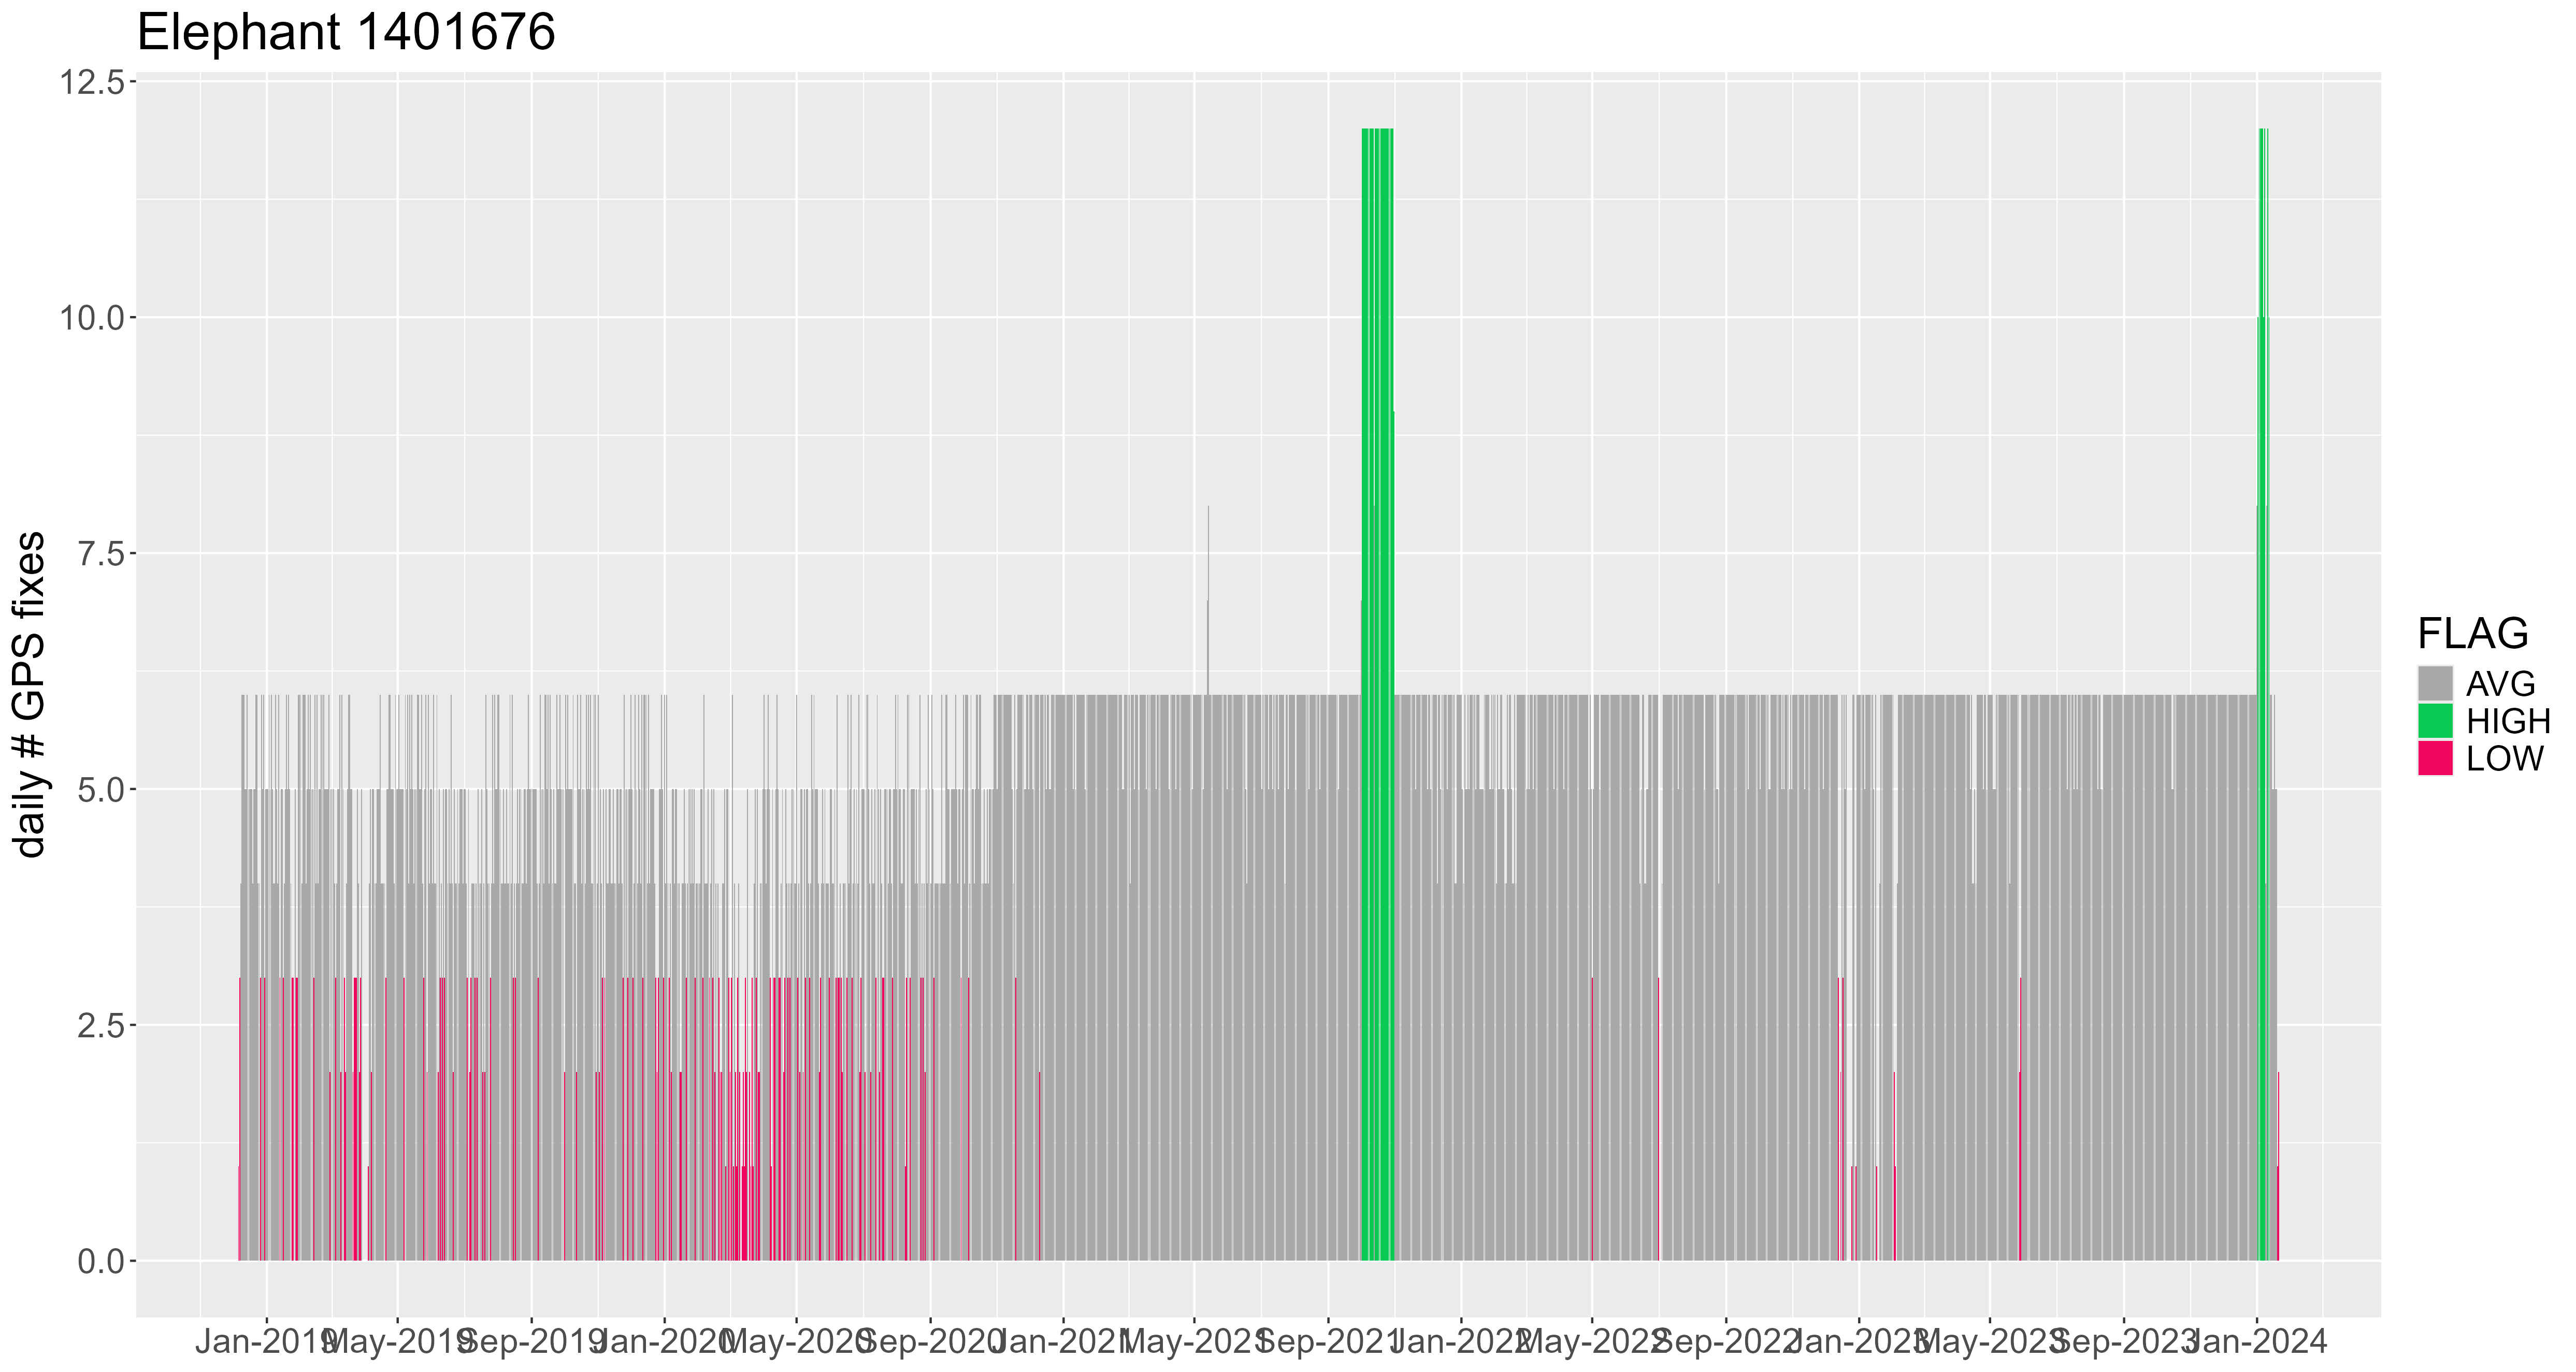 Elephant 1401676
12.5
10.0
7.5
5.0
2.5
0.0
daily # GPS fixes
Jan-2019 May-2019 Sep-2019 Jan-2020 May-2020 Sep-2020 Jan-2021 May-2021 Sep-2021 Jan-2022 May-2022 Sep-2022 Jan-2023 May-2023 Sep-2023 Jan-2024
FLAG
AVG
HIGH
LOW